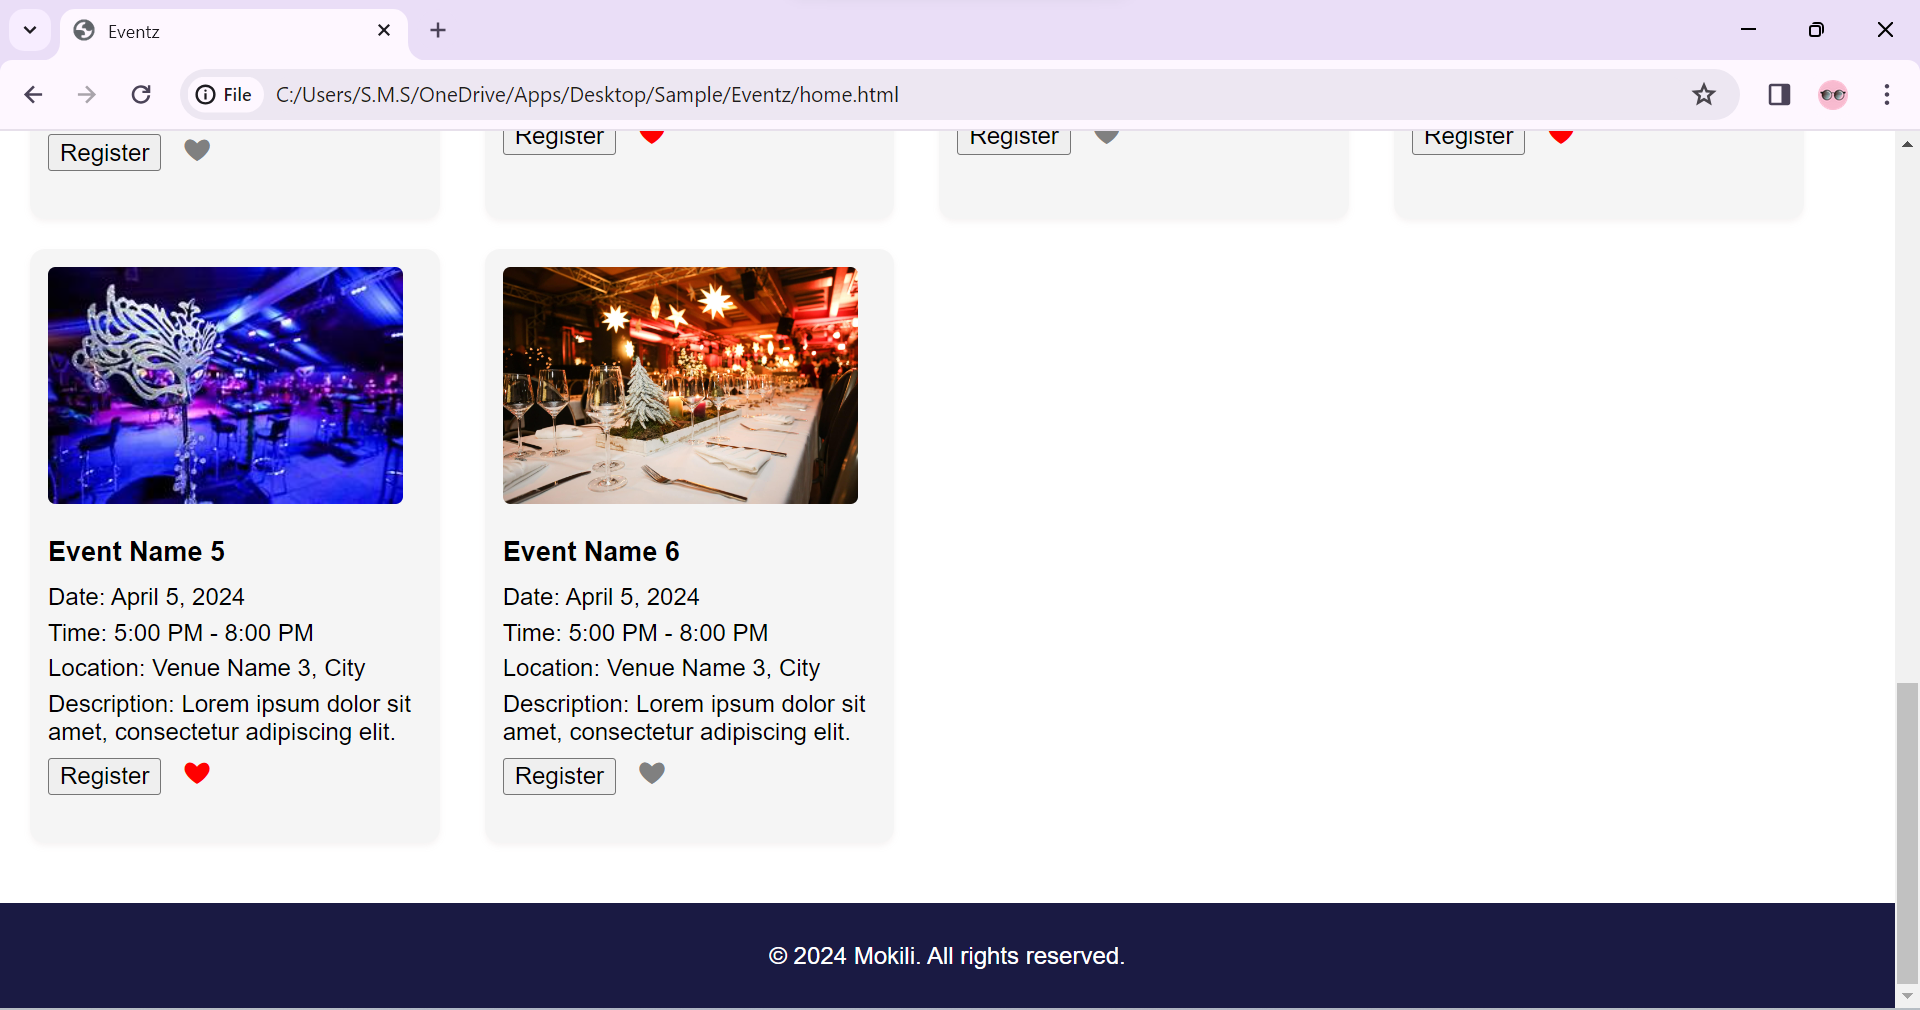 Eventz
File C:/Users/S.M.S/OneDrive/Apps/Desktop/Sample/Eventz/home.html
Register Register Register Register
Event Name 5
Date: April 5, 2024
Time: 5:00 PM - 8:00 PM
Location: Venue Name 3, City
Description: Lorem ipsum dolor sit
amet, consectetur adipiscing elit.
Register
Event Name 6
Date: April 5, 2024
Time: 5:00 PM - 8:00 PM
Location: Venue Name 3, City
Description: Lorem ipsum dolor sit
amet, consectetur adipiscing elit.
Register
© 2024 Mokili. All rights reserved.